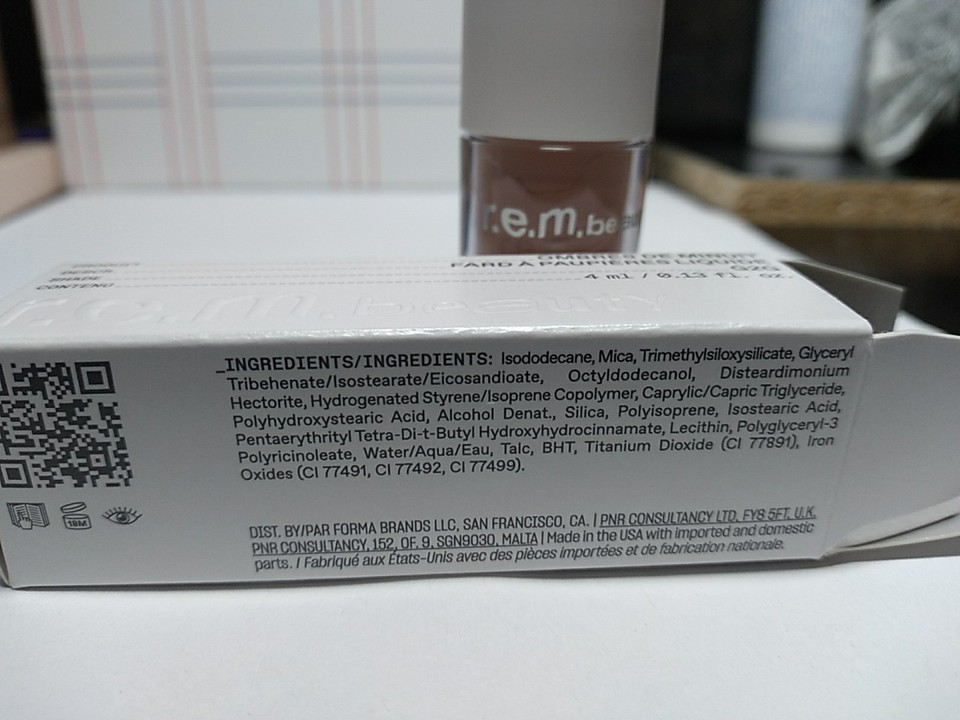 r.e.m.beau
OMBRES DE MINUIT
FARD À PAUPIÈRES LIQUIDE
SHADE
CONTENU
4 ml / 0.13 fl. oz
r.e.m.beauty
_INGREDIENTS/INGREDIENTS: Isododecane, Mica, Trimethylsiloxysilicate, Glyceryl
Tribehenate/Isostearate/Eicosandioate, Octyldodecanol, Disteardimonium
Hectorite, Hydrogenated Styrene/Isoprene Copolymer, Caprylic/Capric Triglyceride,
Polyhydroxystearic Acid, Alcohol Denat., Silica, Polyisoprene, Isostearic Acid,
Pentaerythrityl Tetra-Di-t-Butyl Hydroxyhydrocinnamate, Lecithin, Polyglyceryl-3
Polyricinoleate, Water/Aqua/Eau, Talc, BHT, Titanium Dioxide (CI 77891), Iron
Oxides (CI 77491, CI 77492, CI 77499).
18M
DIST. BY/PAR FORMA BRANDS LLC, SAN FRANCISCO, CA. | PNR CONSULTANCY LTD, FY8 5FT, U.K.
PNR CONSULTANCY, 152, OF. 9, SGN9030, MALTA | Made in the USA with imported and domestic
parts. / Fabriqué aux États-Unis avec des pièces importées et de fabrication nationale.